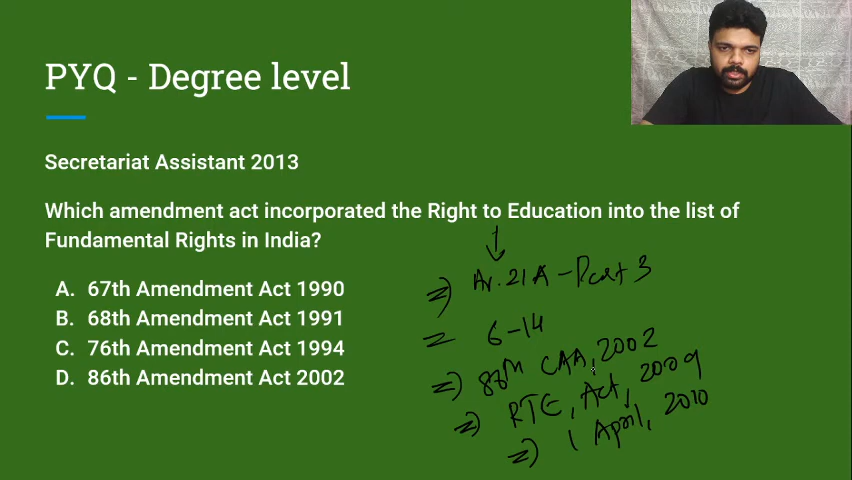 PYQ - Degree level
Secretariat Assistant 2013
Which amendment act incorporated the Right to Education into the list of
Fundamental Rights in India?
A. 67th Amendment Act 1990
B. 68th Amendment Act 1991
C. 76th Amendment Act 1994
D. 86th Amendment Act 2002
↓
⇒ Ar. 21A - Part 3
= 6-14
⇒ 86th CAA, 2002
⇒ RTE, Act, 2009
⇒ 1 April, 2010